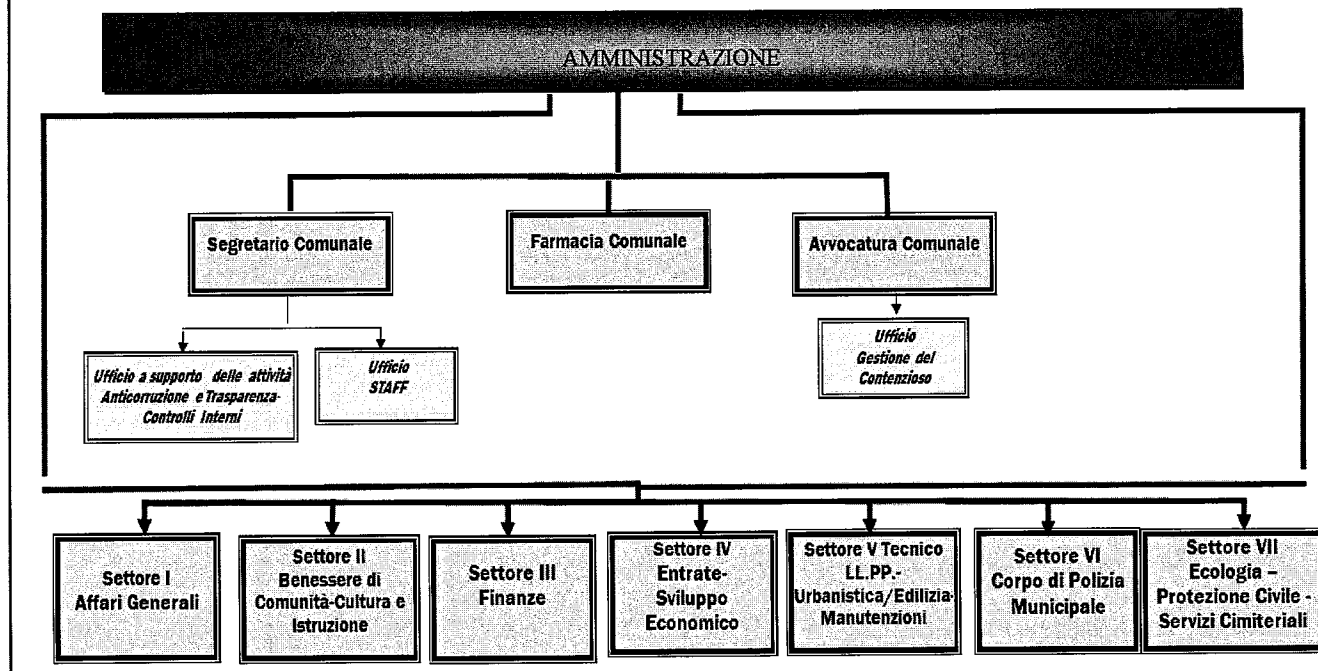 AMMINISTRAZIONE
Segretario Comunale
Farmacia Comunale
Avvocatura Comunale
Ufficio a supporto delle attività
Anticorruzione e Trasparenza-
Controlli Interni
Ufficio
STAFF
Ufficio
Gestione del
Contenzioso
Settore I
Affari Generali
Settore II
Benessere di
Comunità-Cultura e
Istruzione
Settore III
Finanze
Settore IV
Entrate-
Sviluppo
Economico
Settore V Tecnico
LL.PP.-
Urbanistica/Edilizia-
Manutenzioni
Settore VI
Corpo di Polizia
Municipale
Settore VII
Ecologia –
Protezione Civile -
Servizi Cimiteriali